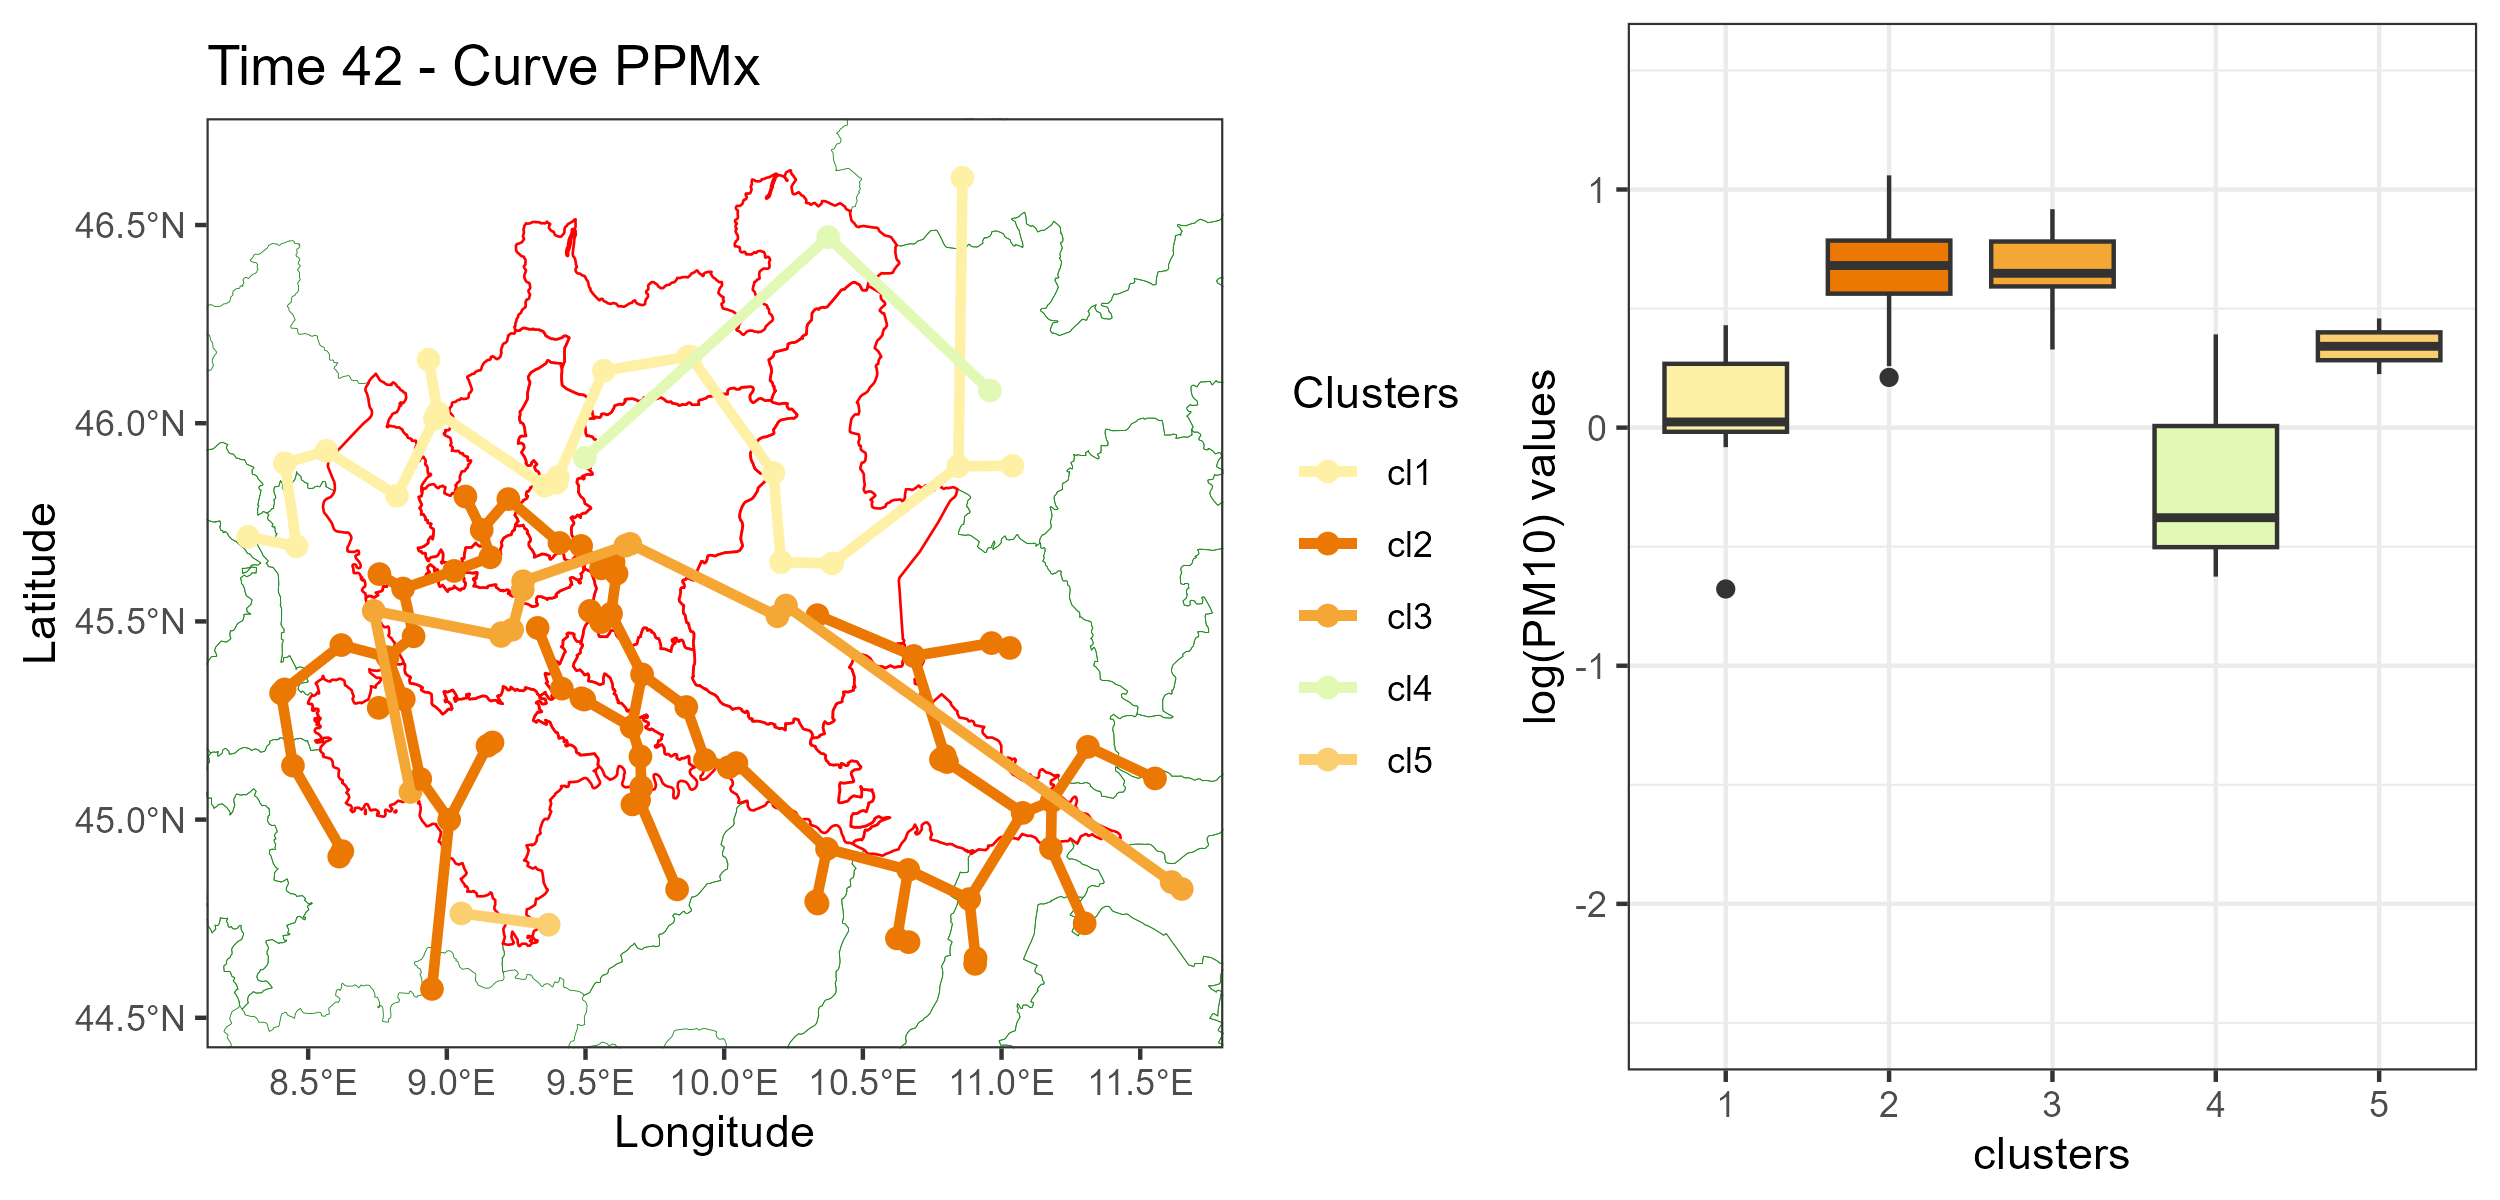 Time 42 - Curve PPMx
46.5°N
46.0°N
45.5°N
45.0°N
44.5°N
Latitude
8.5°E 9.0°E 9.5°E 10.0°E 10.5°E 11.0°E 11.5°E
Longitude
Clusters
cl1
cl2
cl3
cl4
cl5
log(PM10) values
1
0
-1
-2
1 2 3 4 5
clusters